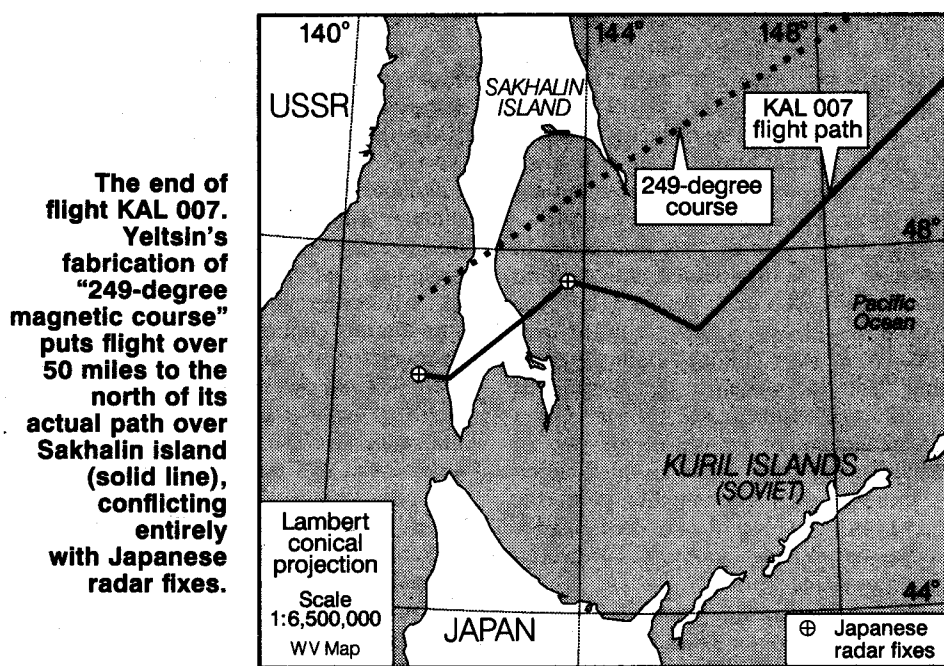 The end of
flight KAL 007.
Yeltsin's
fabrication of
“249-degree
magnetic course”
puts flight over
50 miles to the
north of its
actual path over
Sakhalin island
(solid line),
conflicting
entirely
with Japanese
radar fixes.
140°
144°
148°
USSR
SAKHALIN
ISLAND
KAL 007
flight path
249-degree
course
48°
Pacific
Ocean
KURIL ISLANDS
(SOVIET)
Lambert
conical
projection
Scale
1:6,500,000
WV Map
JAPAN
44°
⊕ Japanese
radar fixes